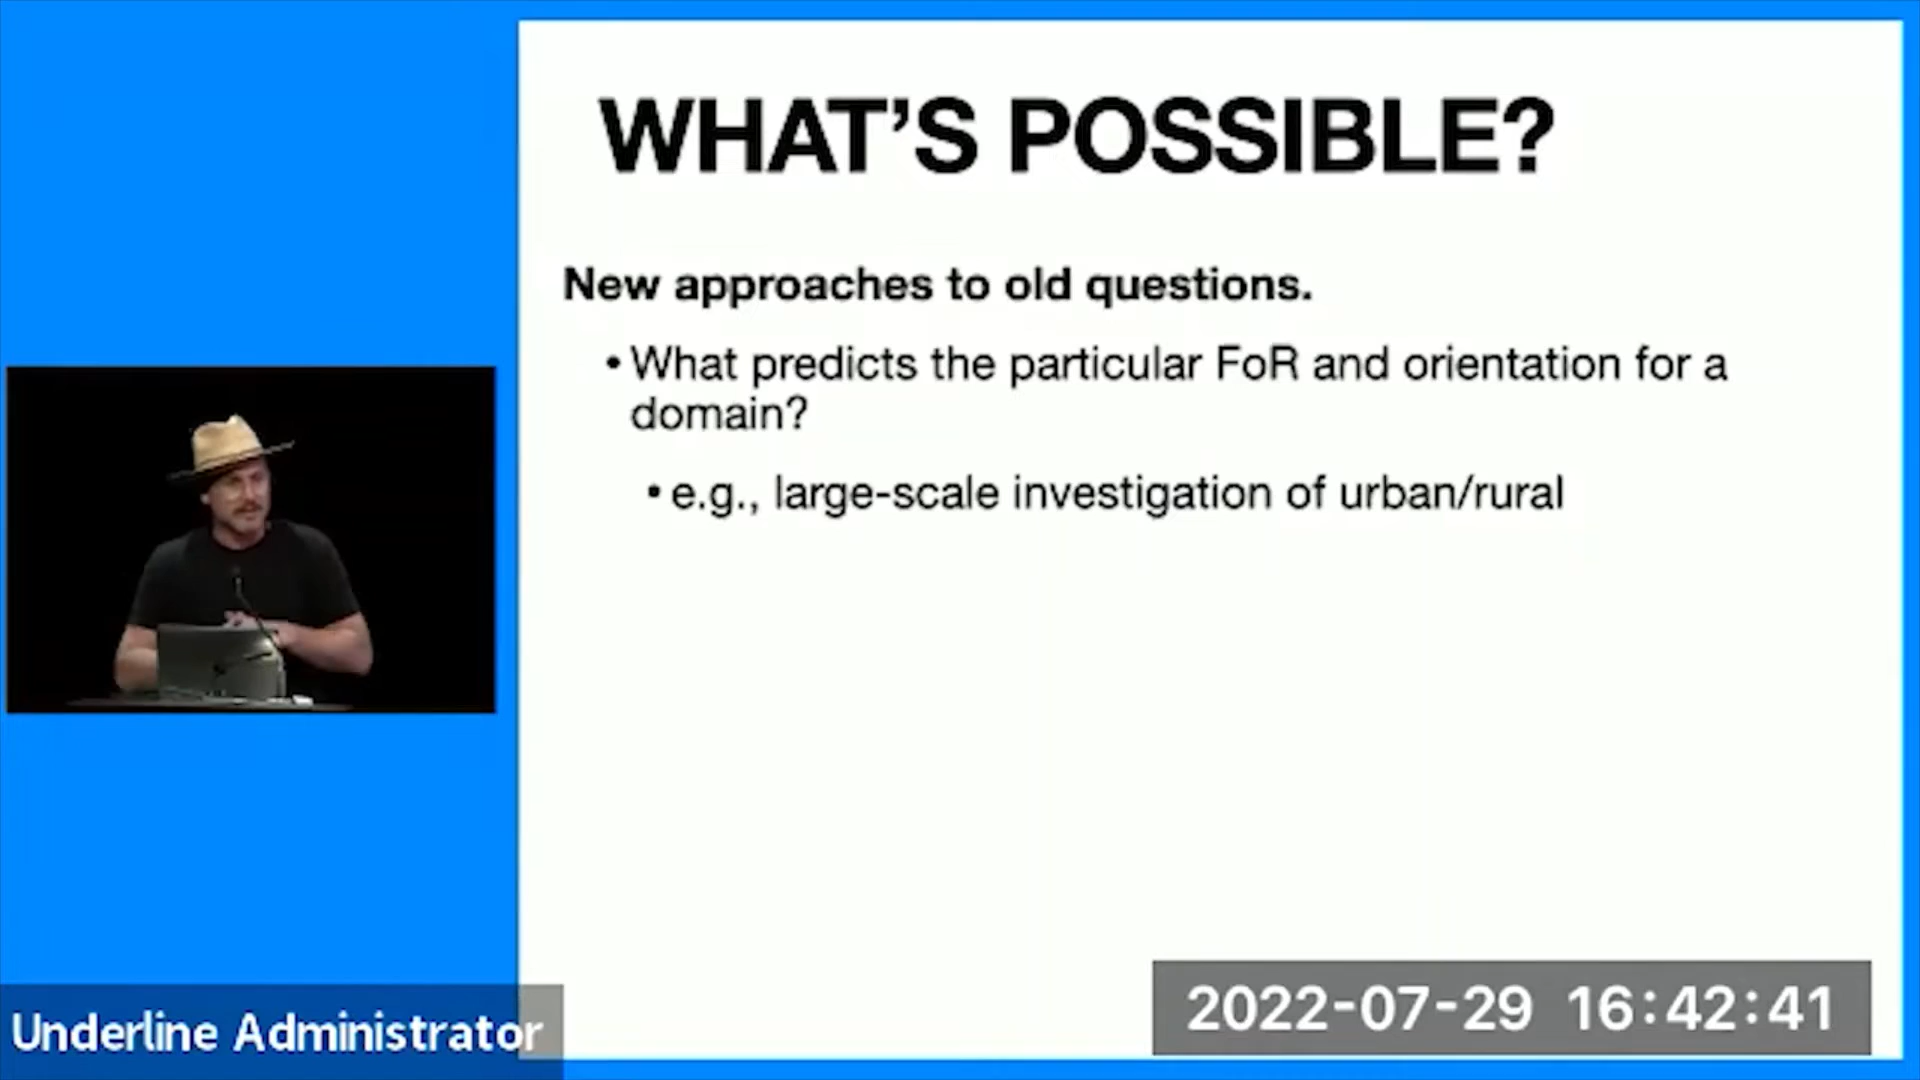 WHAT'S POSSIBLE?
New approaches to old questions.
• What predicts the particular FoR and orientation for a
domain?
• e.g., large-scale investigation of urban/rural
Underline Administrator
2022-07-29 16:42:41